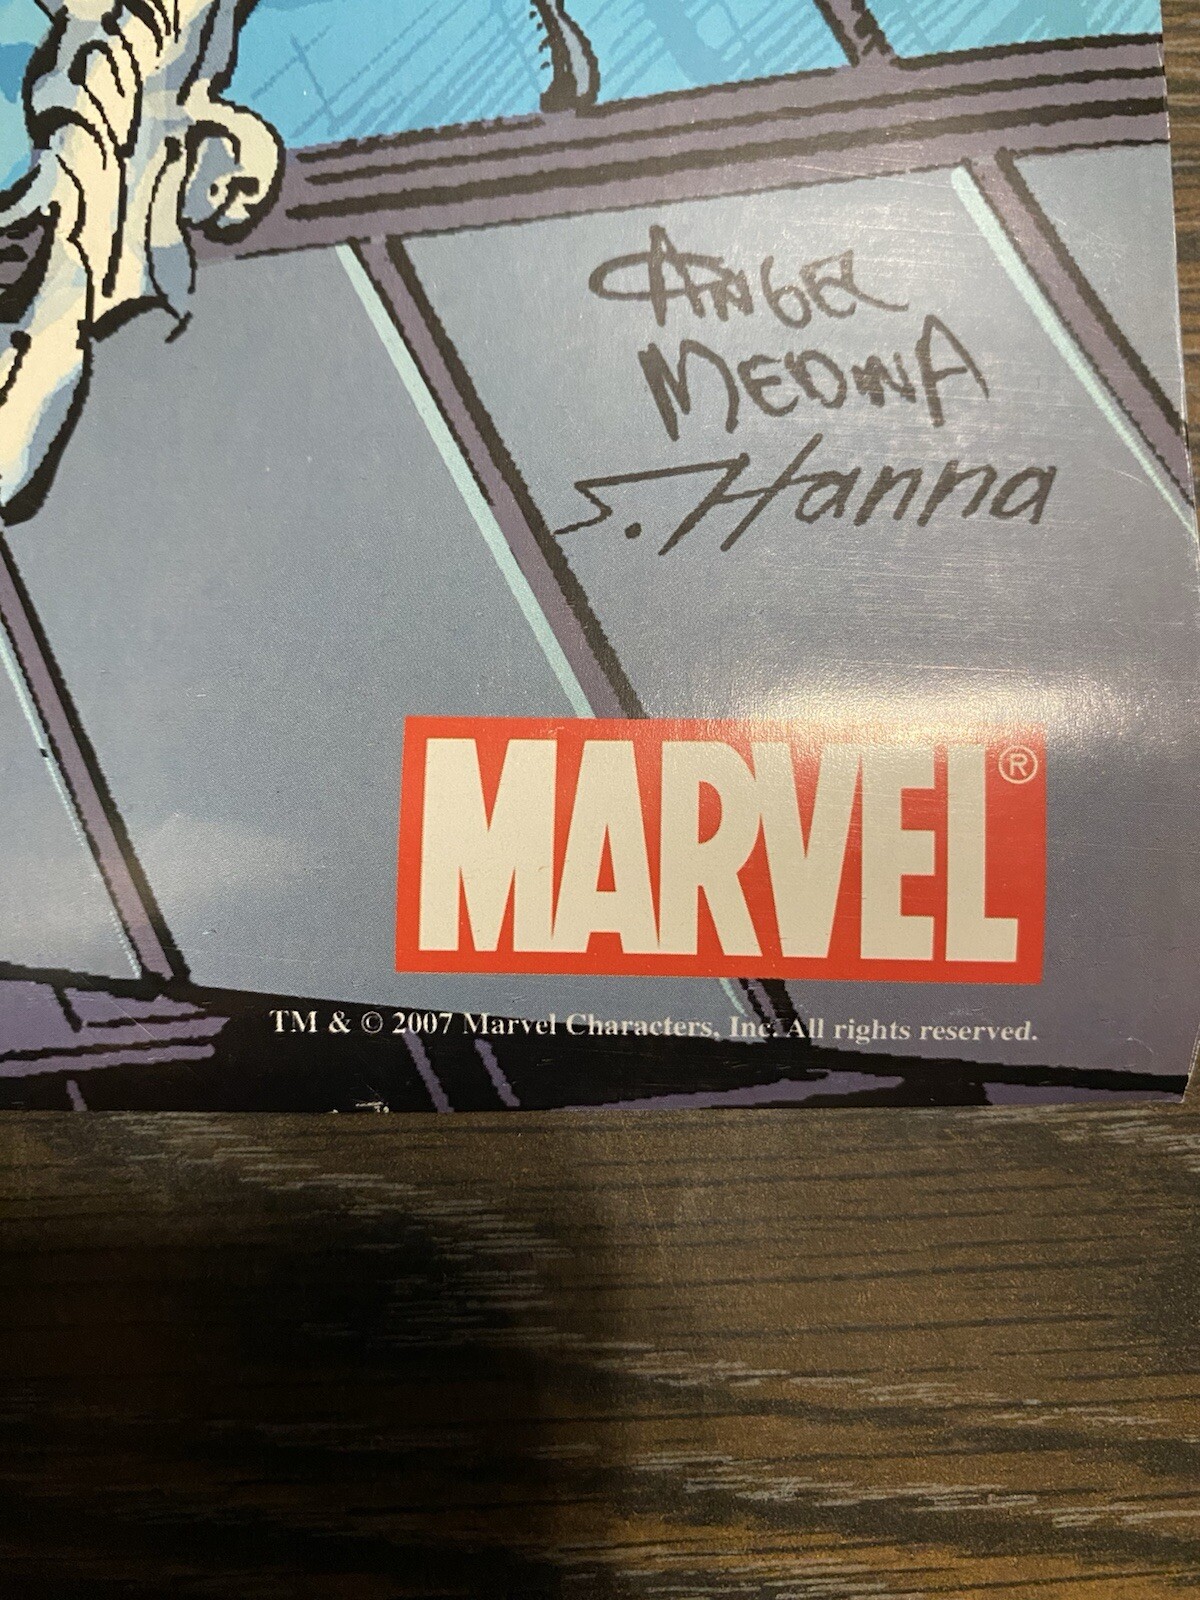 ANGEL
MEDINA
S. Hanna
MARVEL®
TM & © 2007 Marvel Characters, Inc. All rights reserved.